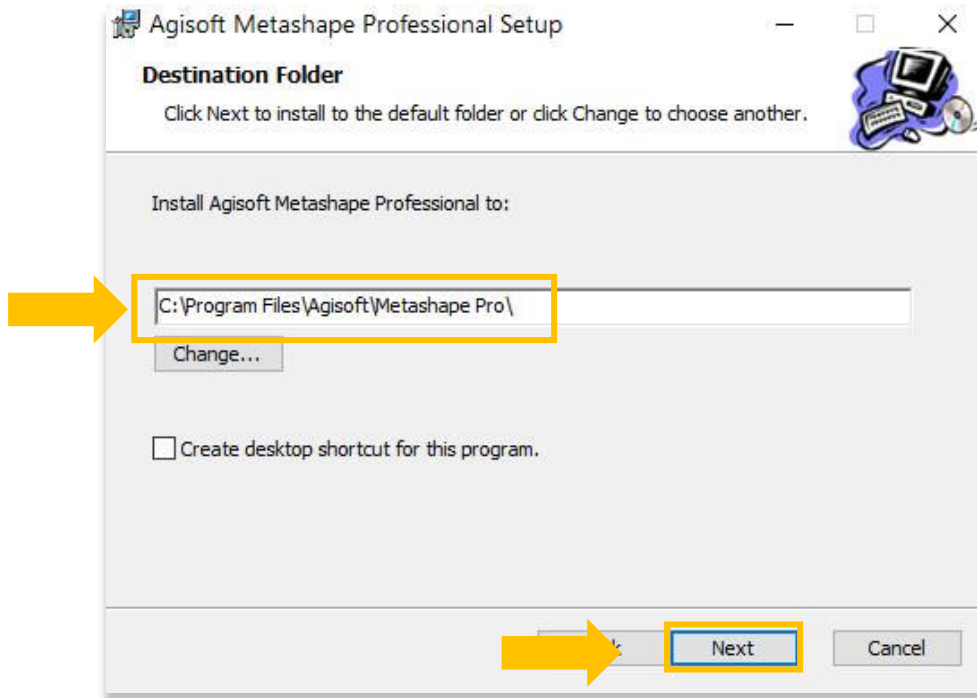 Agisoft Metashape Professional Setup
Destination Folder
Click Next to install to the default folder or click Change to choose another.
Install Agisoft Metashape Professional to:
C:\Program Files\Agisoft\Metashape Pro\
Change...
Create desktop shortcut for this program.
Next
Cancel